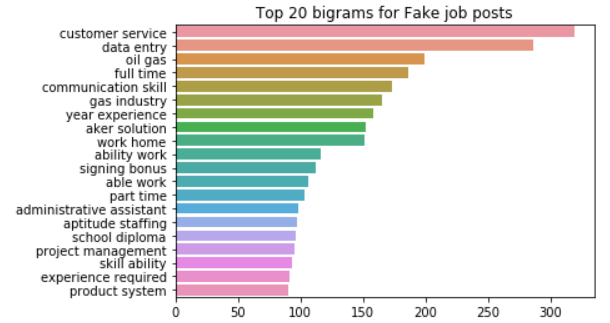 Top 20 bigrams for Fake job posts
customer service
data entry
oil gas
full time
communication skill
gas industry
year experience
aker solution
work home
ability work
signing bonus
able work
part time
administrative assistant
aptitude staffing
school diploma
project management
skill ability
experience required
product system
0 50 100 150 200 250 300